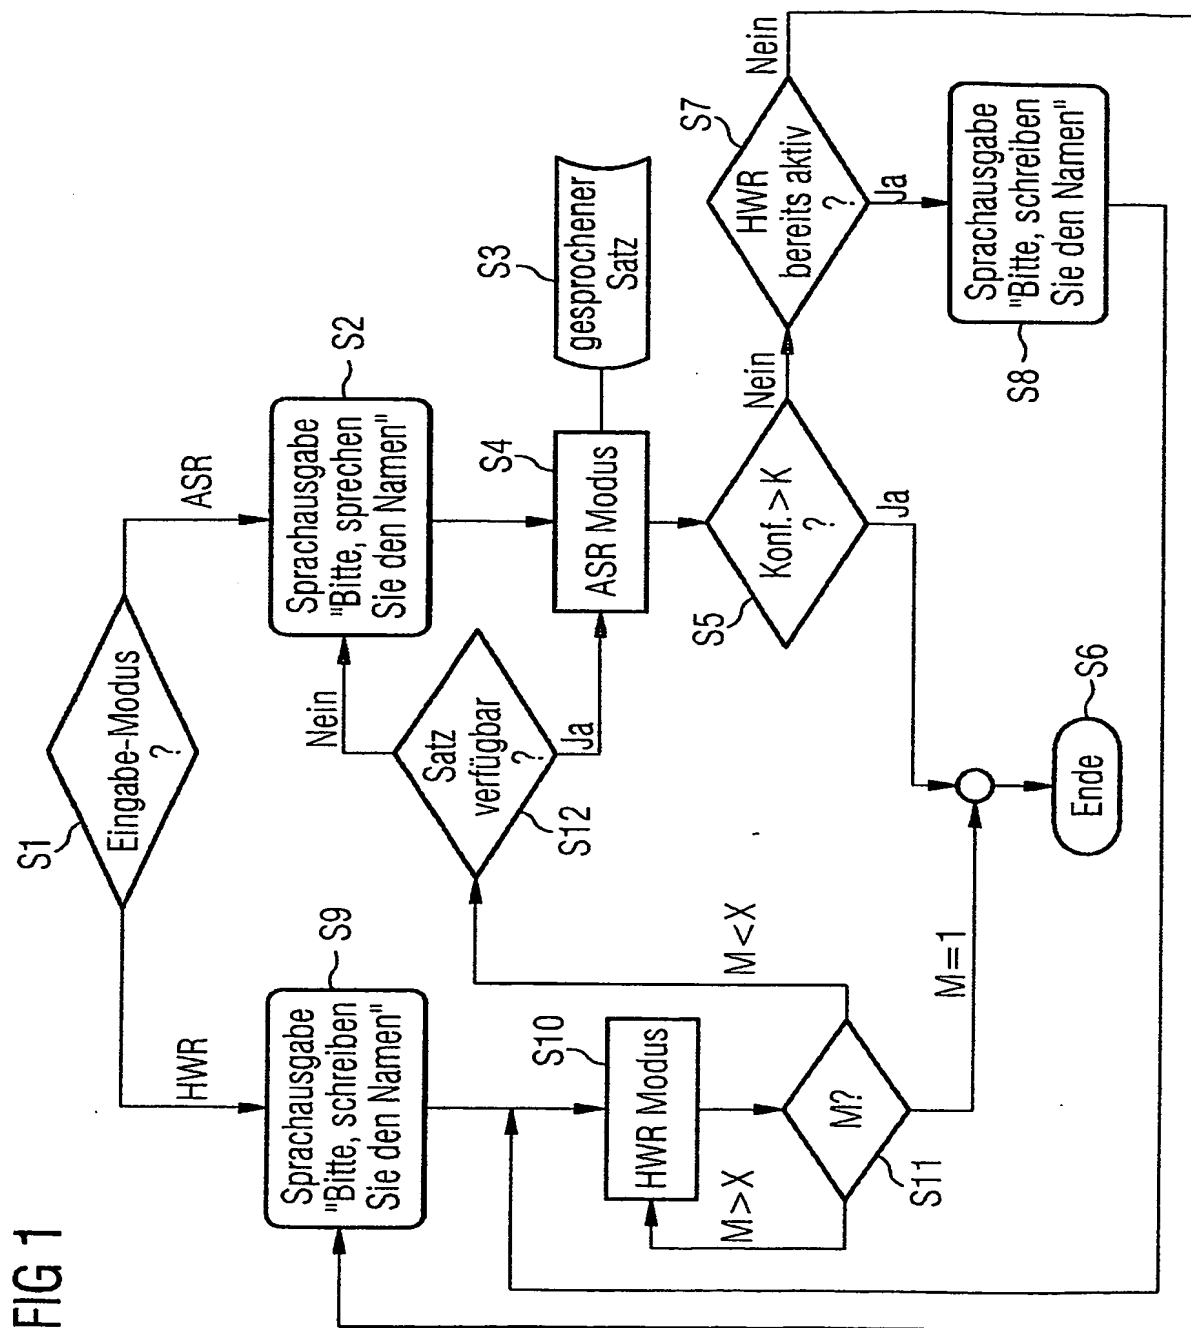 FIG 1
S1
Eingabe-Modus
?
HWR
ASR
S9
Sprachausgabe
"Bitte, schreiben
Sie den Namen"
S2
Sprachausgabe
"Bitte, sprechen
Sie den Namen"
Nein
Satz
verfügbar
?
S12
Ja
S3
gesprochener
Satz
S4
ASR Modus
S10
HWR Modus
M>X
M<X
M?
S11
M=1
S5
Konf.>K
?
Nein
Ja
S7
HWR
bereits aktiv
?
Nein
Ja
S6
Ende
S8
Sprachausgabe
"Bitte, schreiben
Sie den Namen"